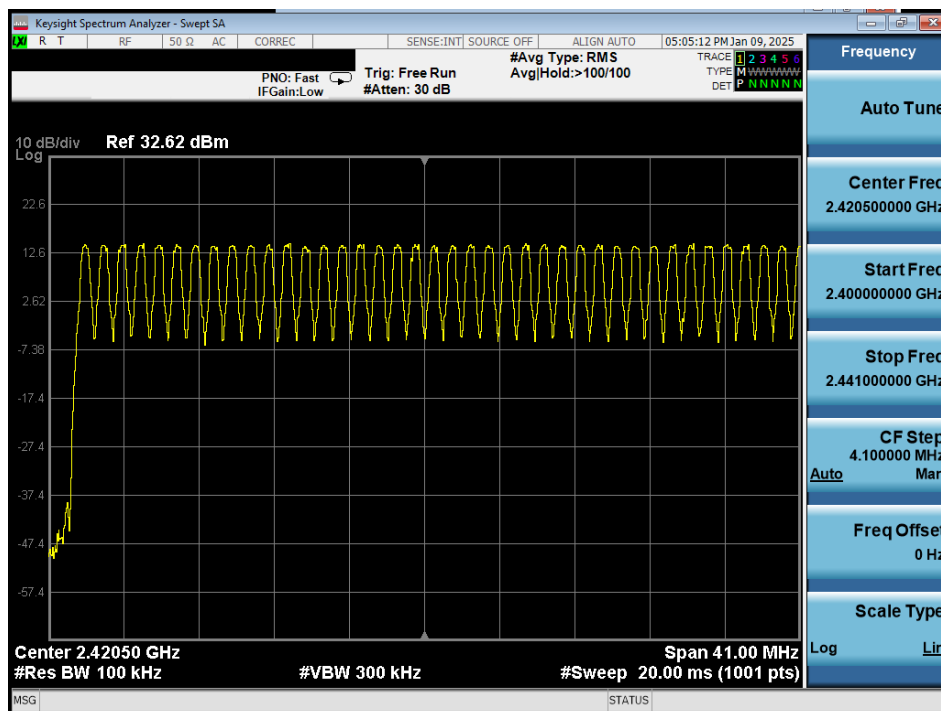 Keysight Spectrum Analyzer - Swept SA
LXI R T RF 50 Ω AC CORREC SENSE:INT SOURCE OFF ALIGN AUTO 05:05:12 PM Jan 09, 2025
PNO: Fast
IFGain:Low
Trig: Free Run
#Atten: 30 dB
#Avg Type: RMS
Avg|Hold:>100/100
TRACE 1 2 3 4 5 6
TYPE M WWWWW
DET P N N N N N
10 dB/div Ref 32.62 dBm
Log
22.6
12.6
2.62
-7.38
-17.4
-27.4
-37.4
-47.4
-57.4
Center 2.42050 GHz Span 41.00 MHz
#Res BW 100 kHz #VBW 300 kHz #Sweep 20.00 ms (1001 pts)
MSG STATUS
Frequency
Auto Tune
Center Freq
2.420500000 GHz
Start Freq
2.400000000 GHz
Stop Freq
2.441000000 GHz
CF Step
4.100000 MHz
Auto Man
Freq Offset
0 Hz
Scale Type
Log Lin